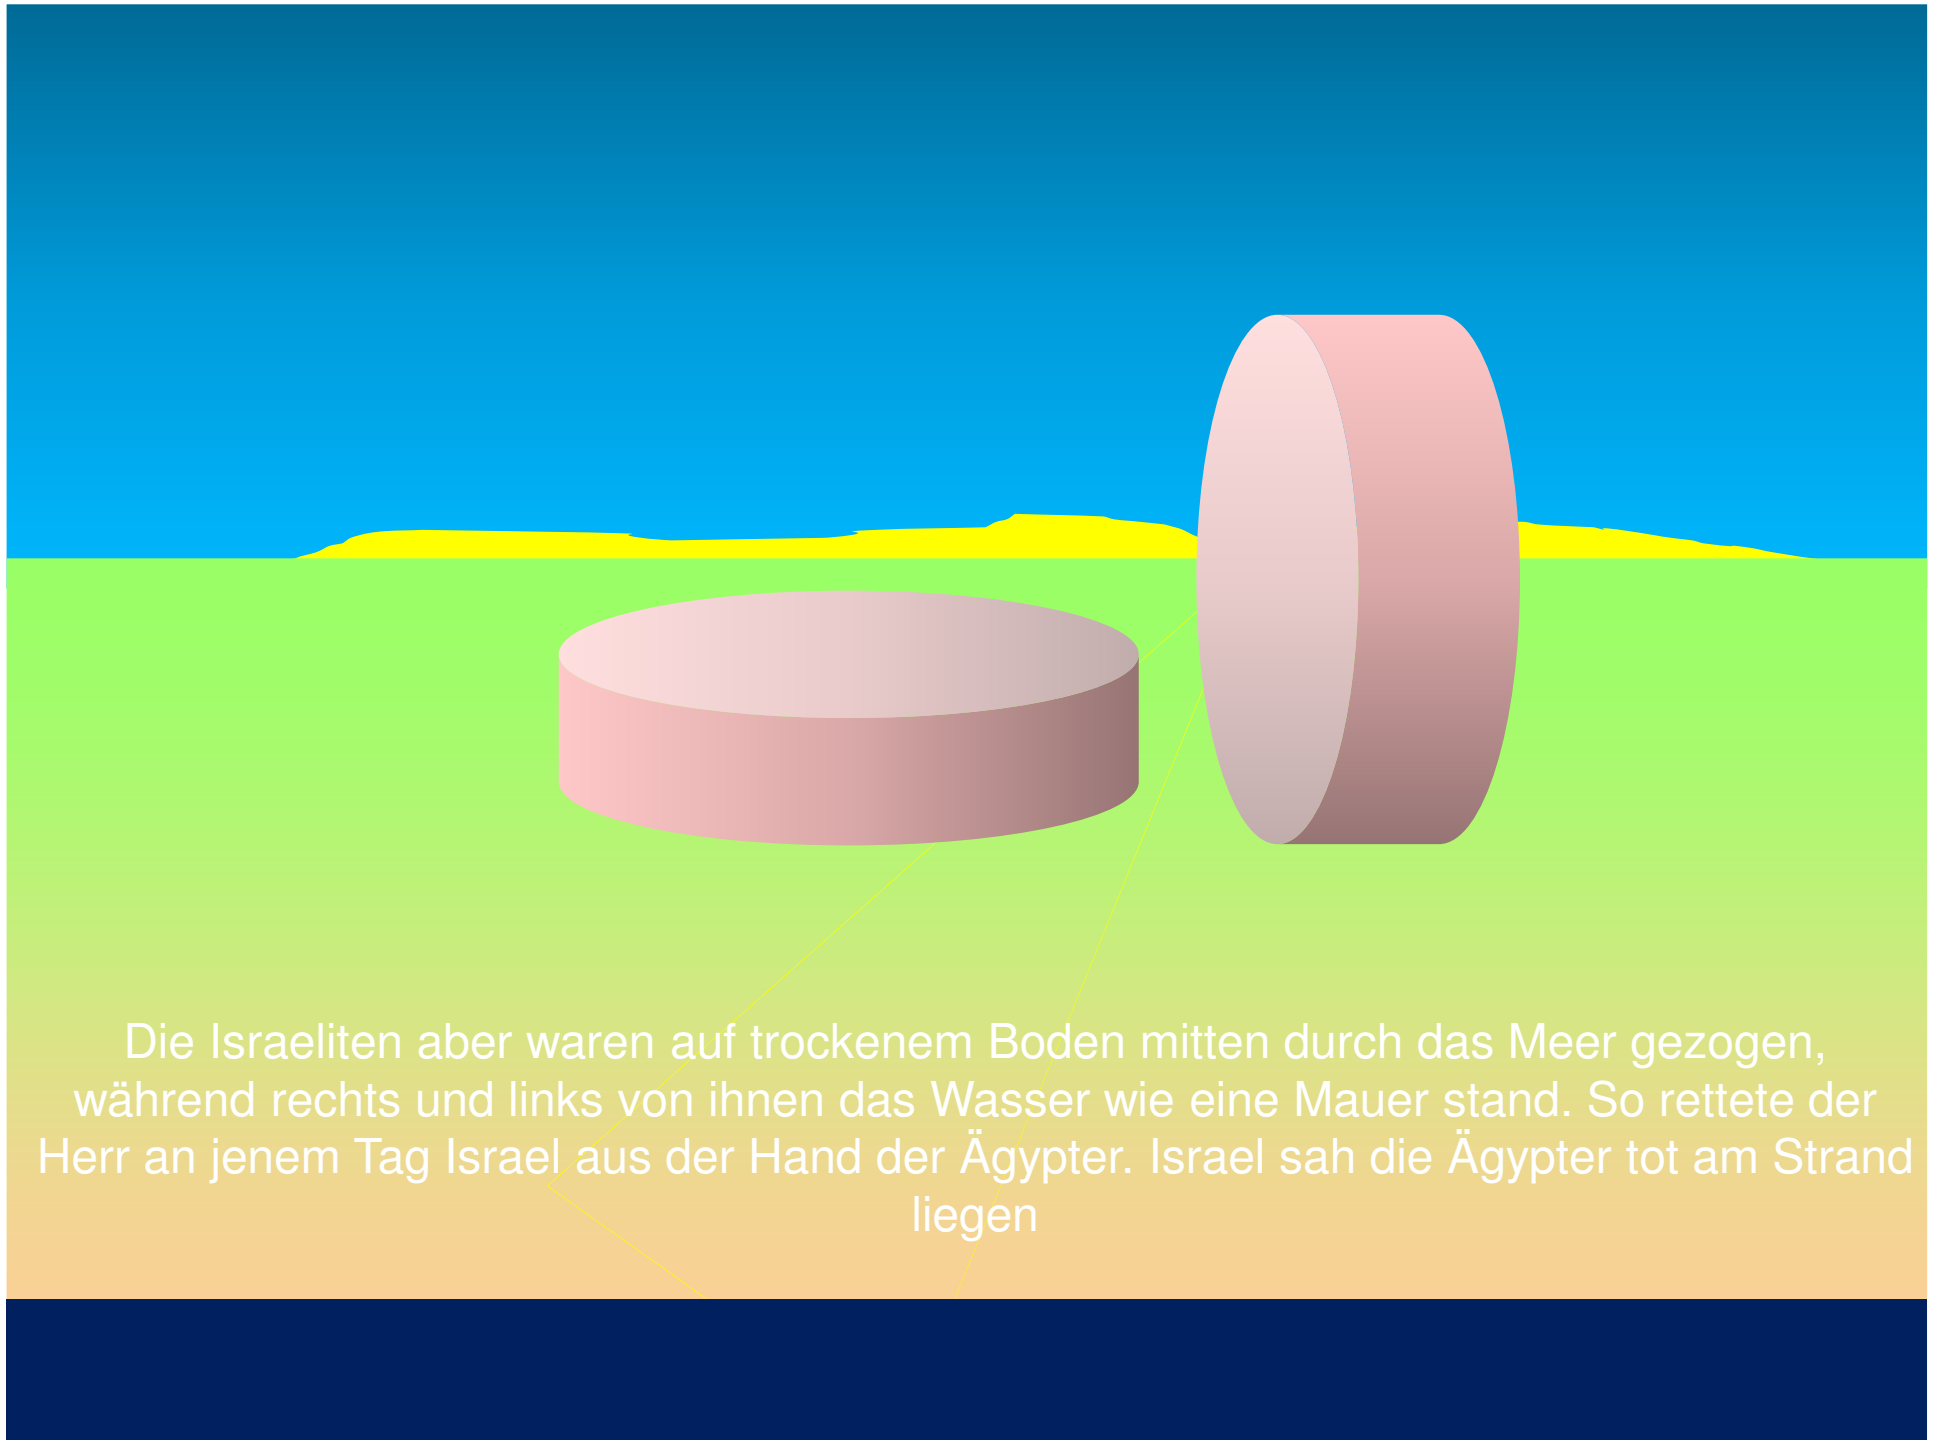 Die Israeliten aber waren auf trockenem Boden mitten durch das Meer gezogen,
während rechts und links von ihnen das Wasser wie eine Mauer stand. So rettete der
Herr an jenem Tag Israel aus der Hand der Ägypter. Israel sah die Ägypter tot am Strand
liegen